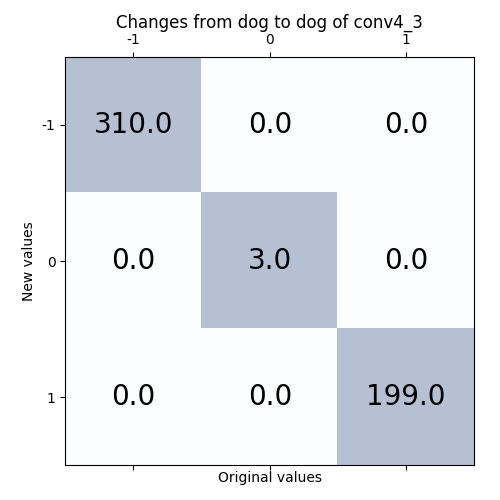 Changes from dog to dog of conv4_3
-1 0 1
-1 310.0 0.0 0.0
0 0.0 3.0 0.0
1 0.0 0.0 199.0
New values
Original values